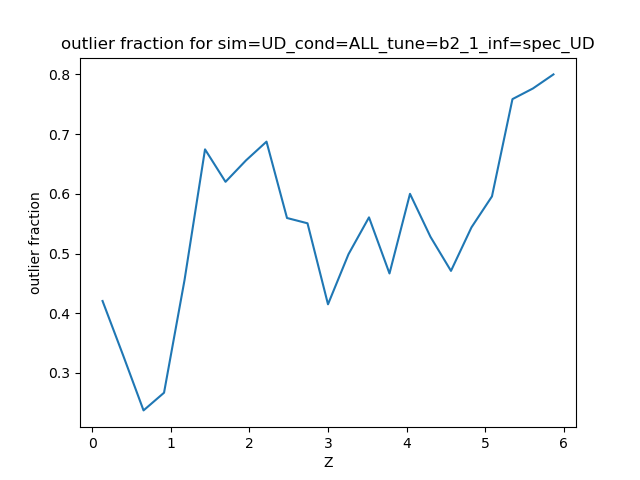 outlier fraction for sim=UD_cond=ALL_tune=b2_1_inf=spec_UD
0.8
0.7
0.6
0.5
0.4
0.3
outlier fraction
0 1 2 3 4 5 6
Z